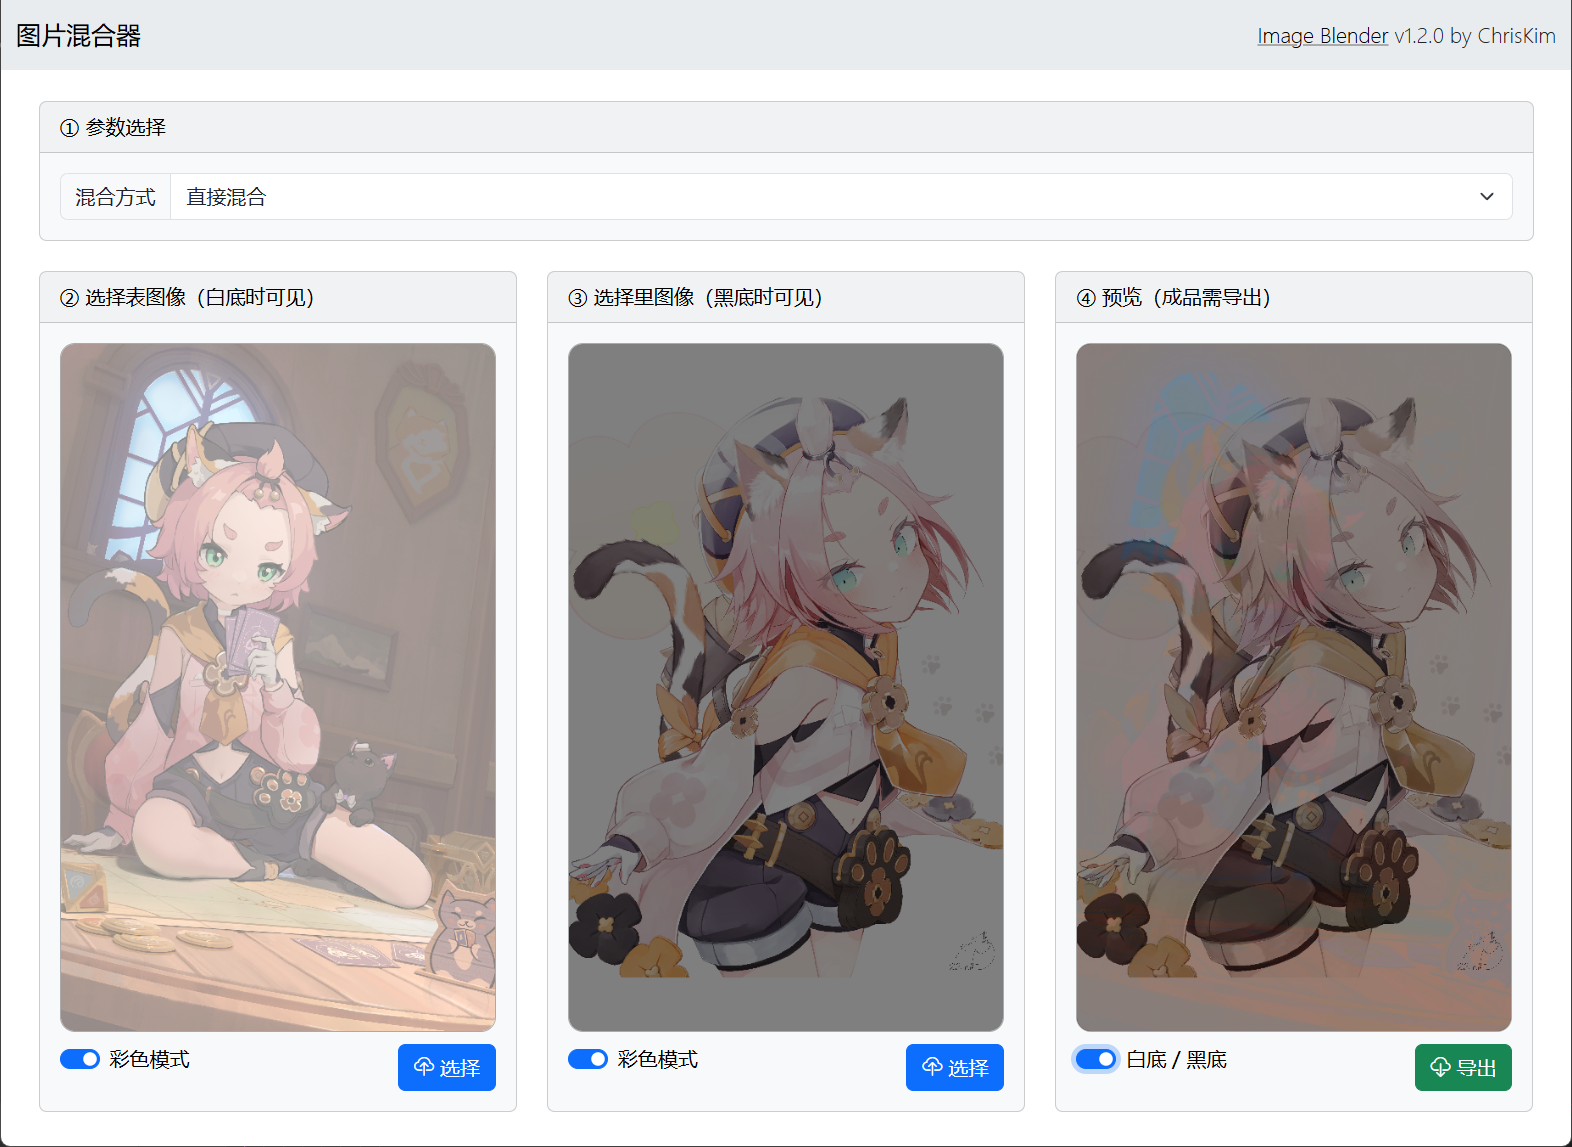 图片混合器
Image Blender v1.2.0 by ChrisKim
① 参数选择
混合方式 直接混合
② 选择表图像（白底时可见）
彩色模式
选择
③ 选择里图像（黑底时可见）
彩色模式
选择
④ 预览（成品需导出）
白底 / 黑底
导出